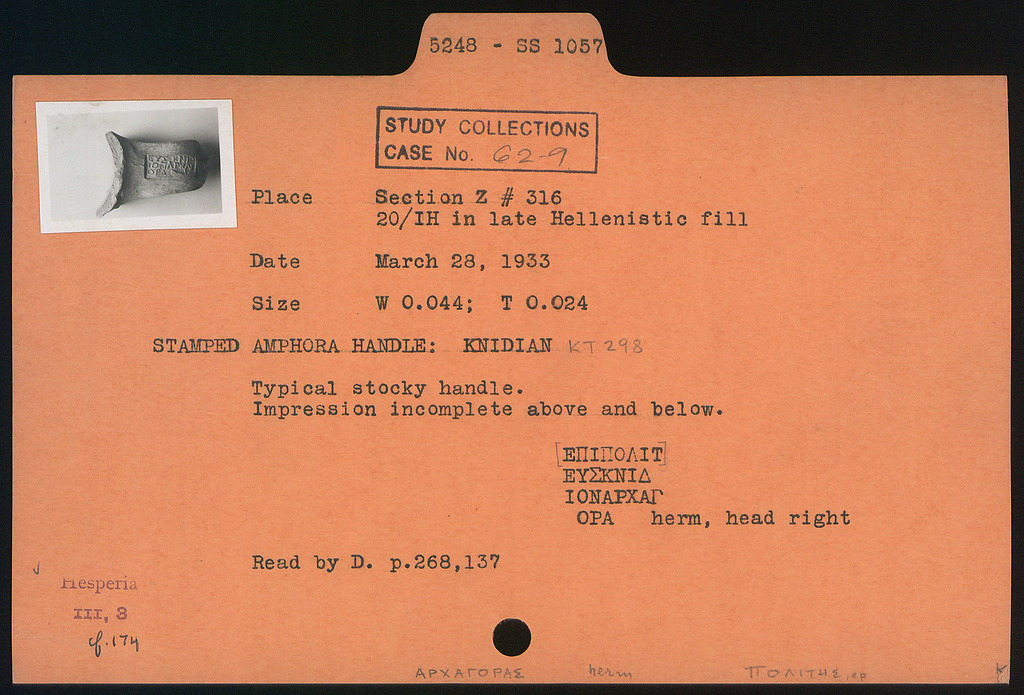 5248 - SS 1057
STUDY COLLECTIONS
CASE No. 62-9
Place Section Z # 316
20/IH in late Hellenistic fill
Date March 28, 1933
Size W 0.044; T 0.024
STAMPED AMPHORA HANDLE: KNIDIAN KT 298
Typical stocky handle.
Impression incomplete above and below.
[ΕΠΙΠΟΛΙΤ]
ΕΥΣΚΝΙΔ
ΙΟΝΑΡΧΑΓ
ΟΡΑ herm, head right
Read by D. p.268,137
Hesperia
III, 3
cf. 174
ΑΡΧΑΓΟΡΑΣ herm ΠΟΛΙΤΗΣ, ep